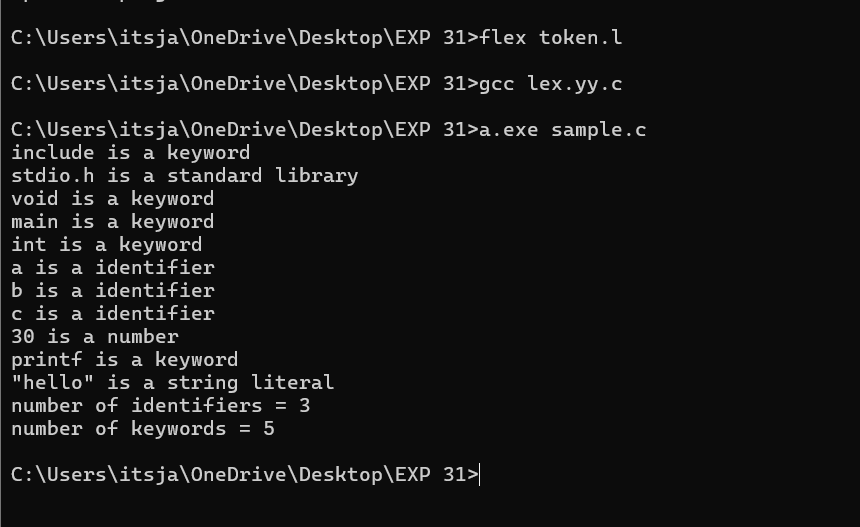 C:\Users\itsja\OneDrive\Desktop\EXP 31>flex token.l
C:\Users\itsja\OneDrive\Desktop\EXP 31>gcc lex.yy.c
C:\Users\itsja\OneDrive\Desktop\EXP 31>a.exe sample.c
include is a keyword
stdio.h is a standard library
void is a keyword
main is a keyword
int is a keyword
a is a identifier
b is a identifier
c is a identifier
30 is a number
printf is a keyword
"hello" is a string literal
number of identifiers = 3
number of keywords = 5
C:\Users\itsja\OneDrive\Desktop\EXP 31>